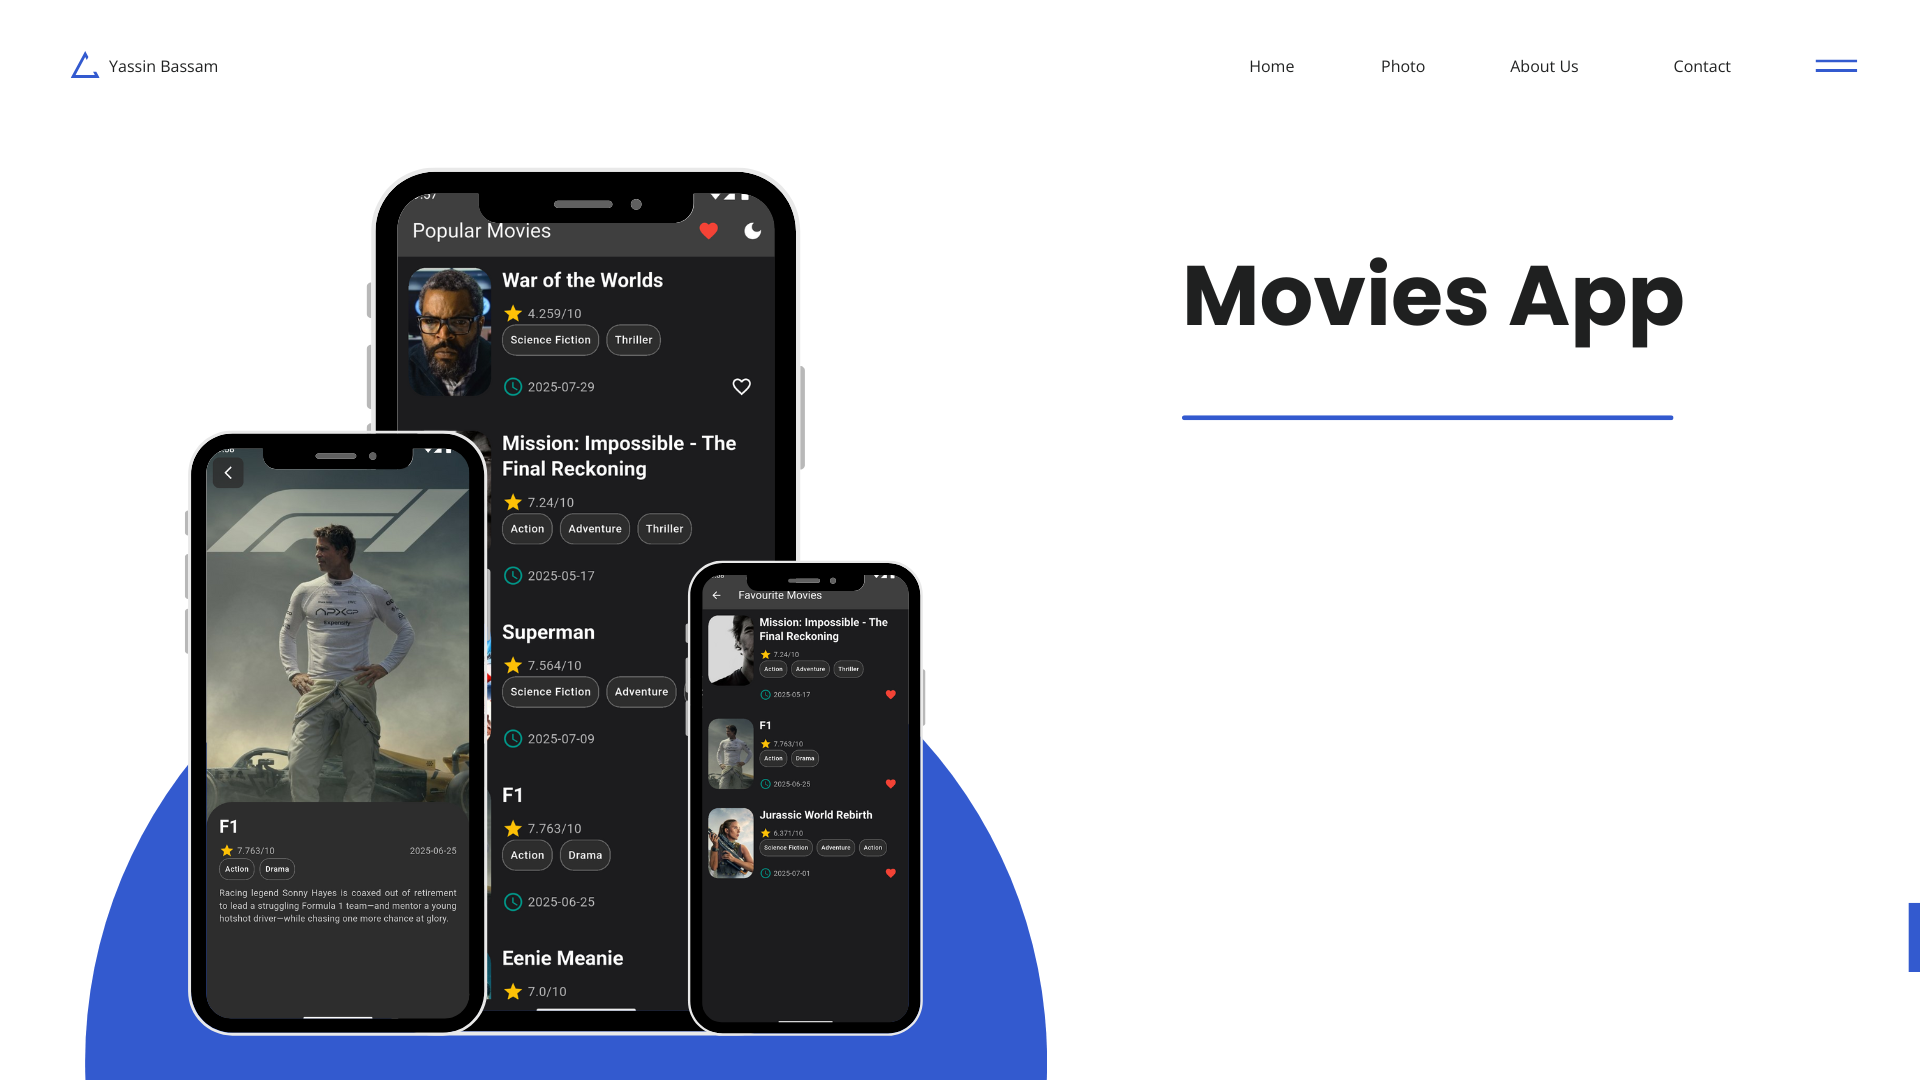 Yassin Bassam
Home
Photo
About Us
Contact
Movies App
Popular Movies
War of the Worlds
4.259/10
Science Fiction
Thriller
2025-07-29
Mission: Impossible - The
Final Reckoning
7.24/10
Action
Adventure
Thriller
2025-05-17
Superman
7.564/10
Science Fiction
Adventure
2025-07-09
F1
7.763/10
Action
Drama
2025-06-25
Eenie Meanie
7.0/10
F1
APXGP
Expensify
F1
7.763/10
2025-06-25
Action
Drama
Racing legend Sonny Hayes is coaxed out of retirement
to lead a struggling Formula 1 team—and mentor a young
hotshot driver—while chasing one more chance at glory.
Favourite Movies
Mission: Impossible - The
Final Reckoning
7.24/10
Action
Adventure
Thriller
2025-05-17
F1
7.763/10
Action
Drama
2025-06-25
Jurassic World Rebirth
6.371/10
Science Fiction
Adventure
Action
2025-07-01